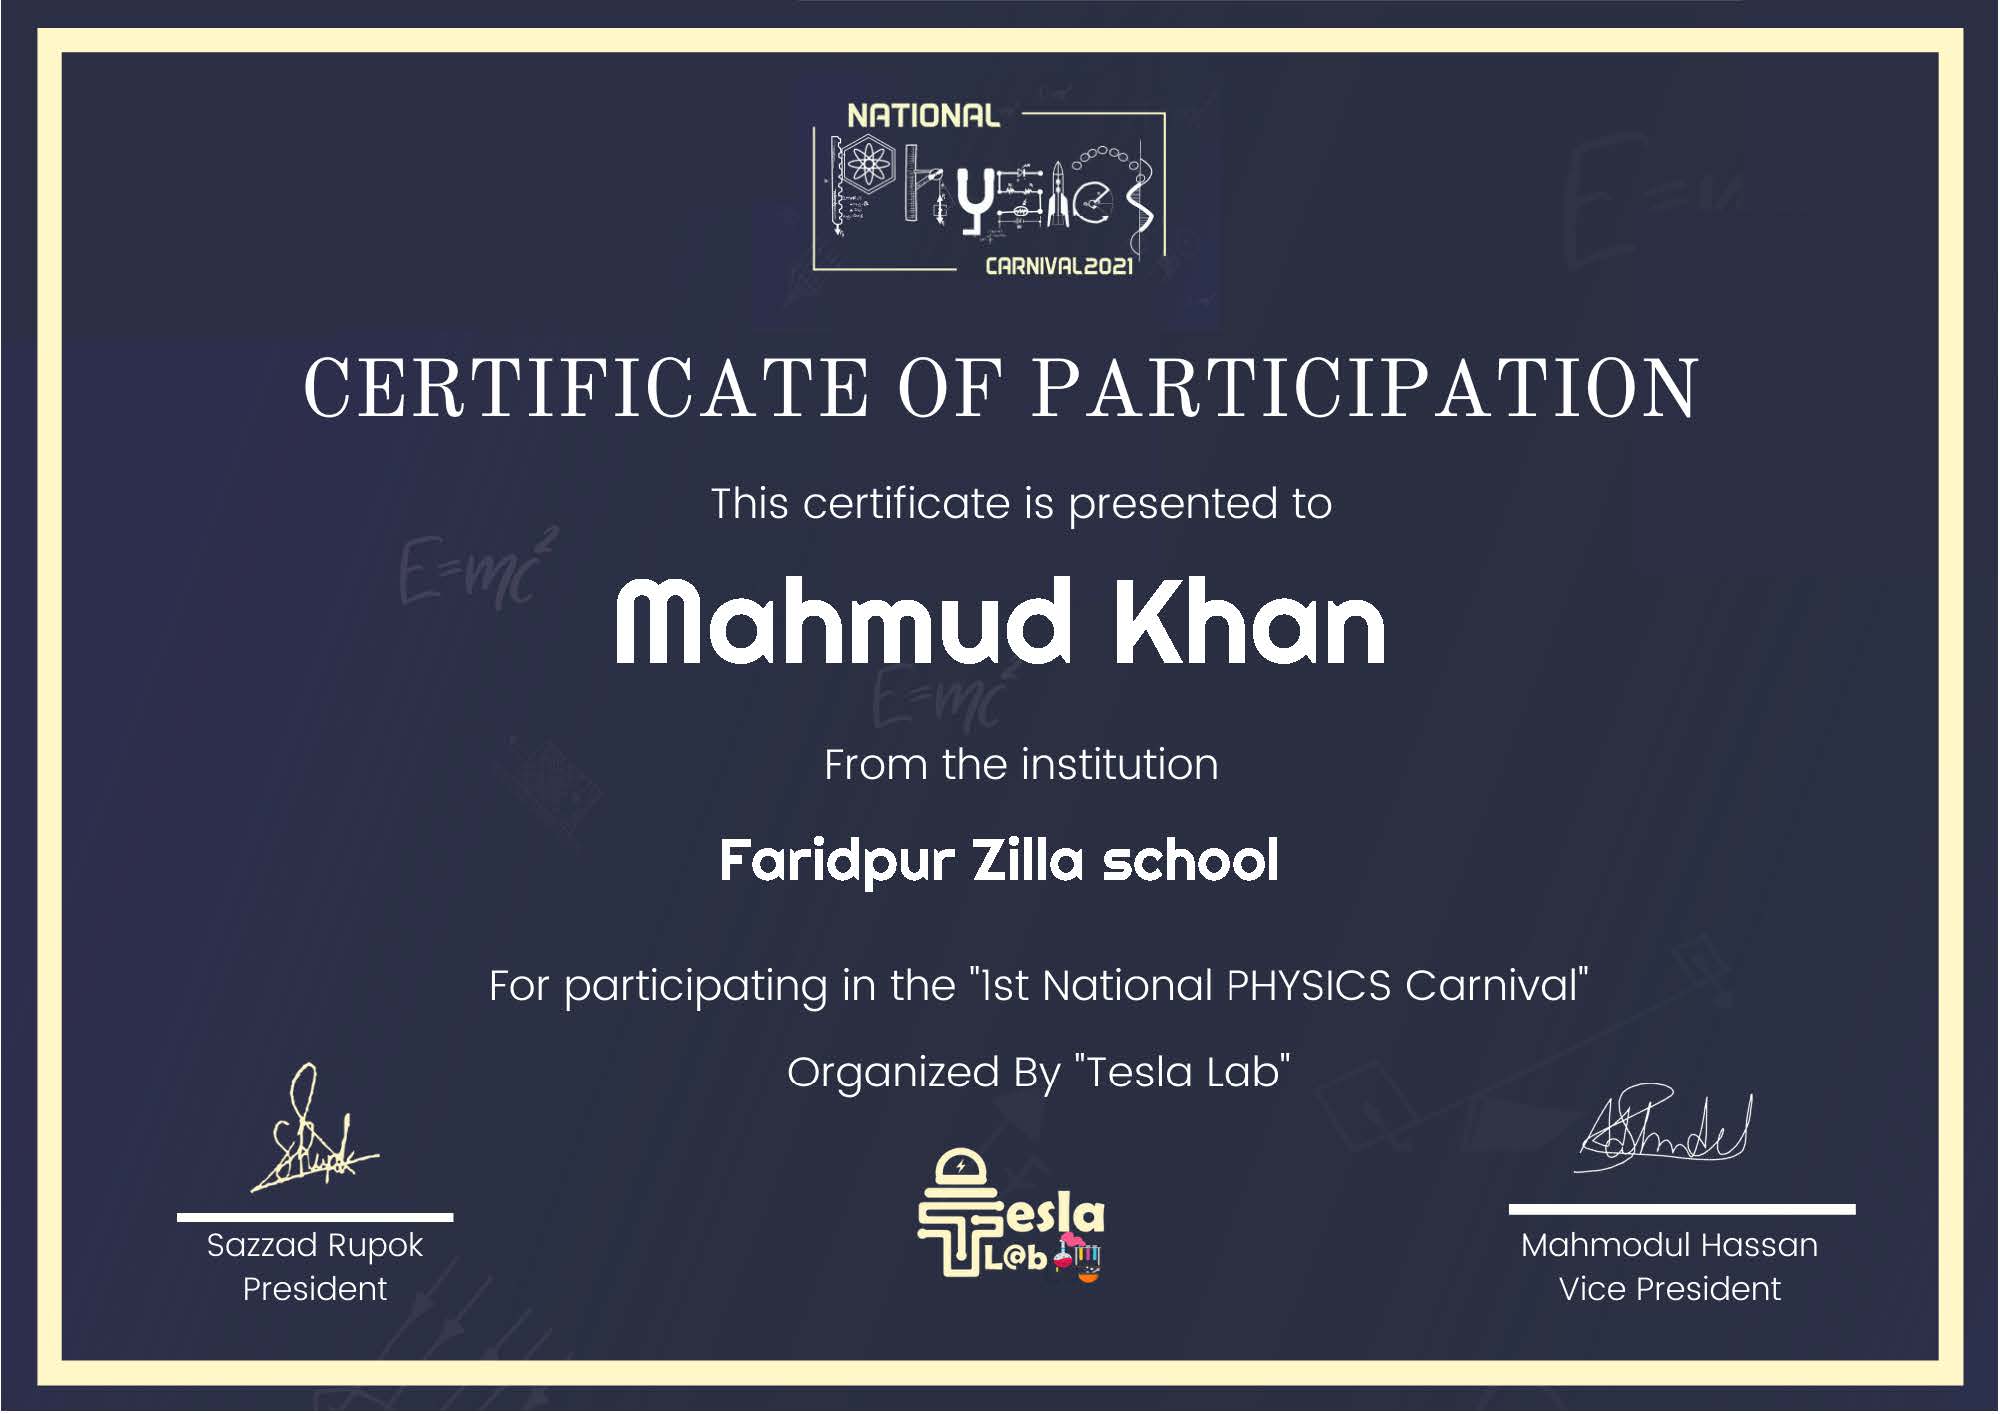 NATIONAL
Physics
CARNIVAL2021
CERTIFICATE OF PARTICIPATION
This certificate is presented to
E=mc²
Mahmud Khan
E=mc²
From the institution
Faridpur Zilla school
For participating in the "1st National PHYSICS Carnival"
Organized By "Tesla Lab"
Tesla
L@b
Sazzad Rupok
President
Mahmodul Hassan
Vice President